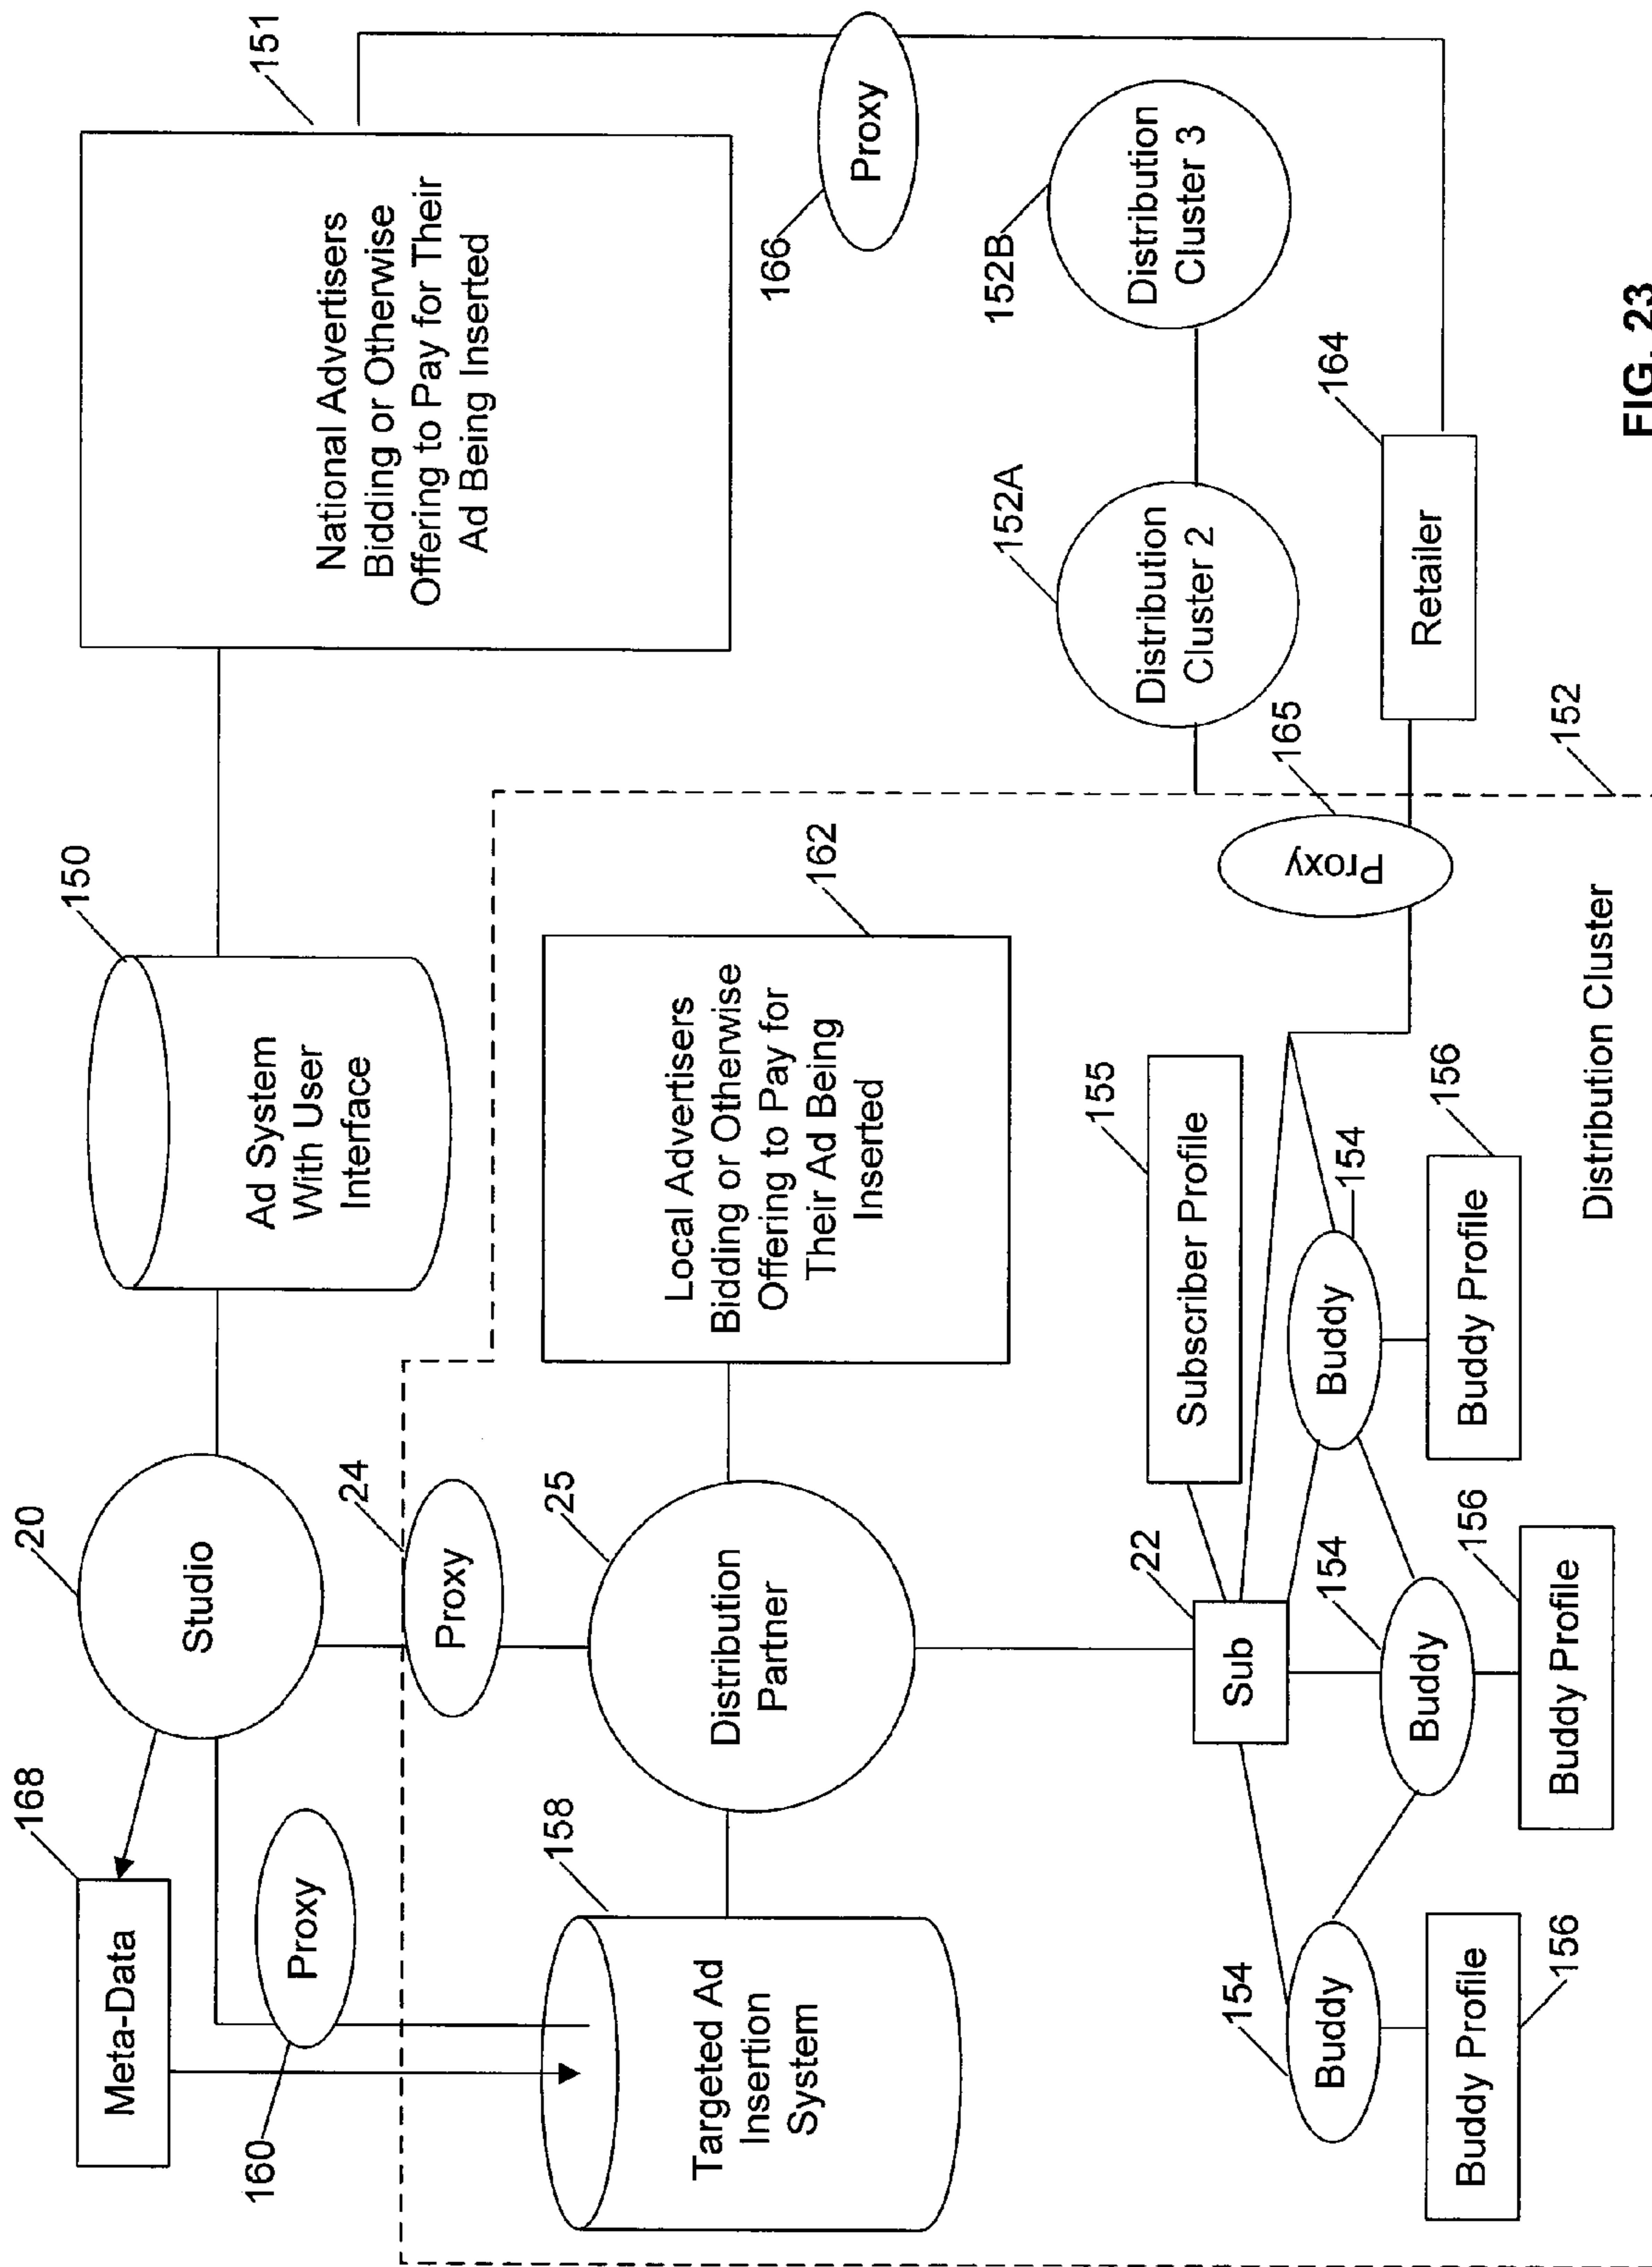 168
Meta-Data
20
Studio
150
Ad System
With User
Interface
151
National Advertisers
Bidding or Otherwise
Offering to Pay for Their
Ad Being Inserted
160
Proxy
24
Proxy
158
Targeted Ad
Insertion
System
25
Distribution
Partner
162
Local Advertisers
Bidding or Otherwise
Offering to Pay for
Their Ad Being
Inserted
166
Proxy
152A
Distribution
Cluster 2
152B
Distribution
Cluster 3
22
Sub
155
Subscriber Profile
165
Proxy
164
Retailer
154
Buddy
154
Buddy
154
Buddy
156
Buddy Profile
156
Buddy Profile
156
Buddy Profile
152
Distribution Cluster
FIG. 23